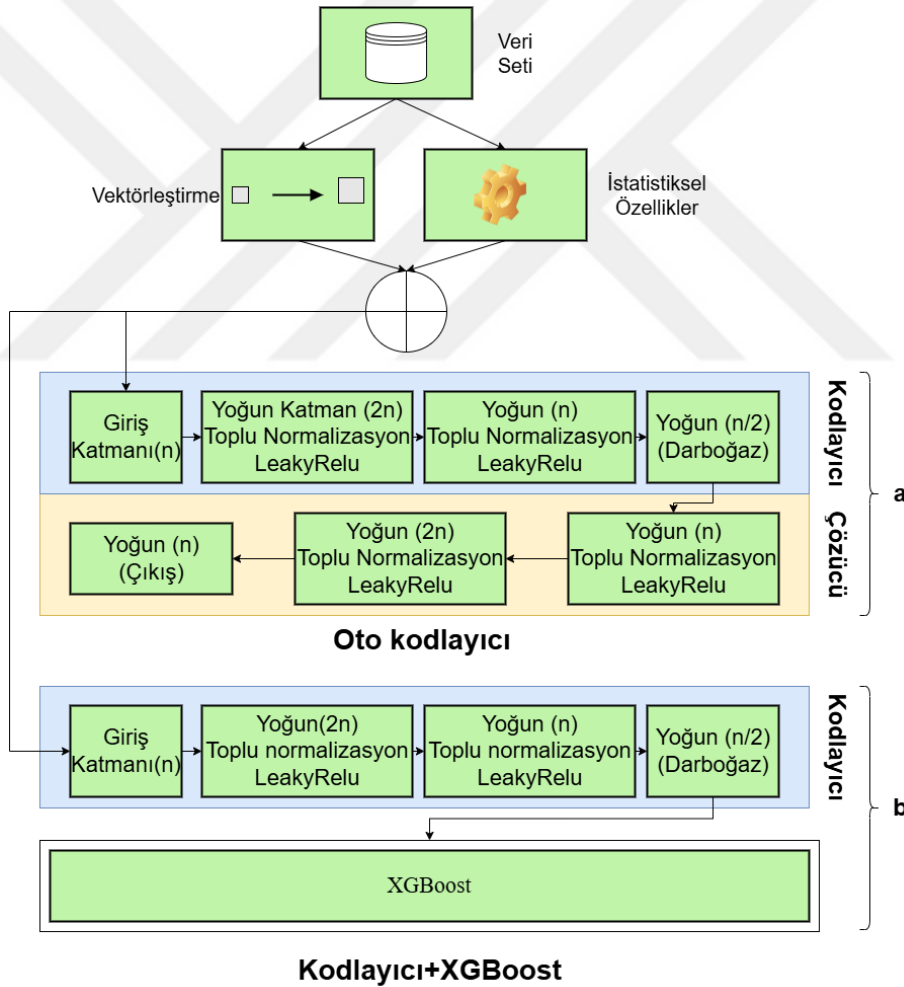 Veri
Seti
Vektörleştirme
İstatistiksel
Özellikler
Giriş
Katmanı(n)
Yoğun Katman (2n)
Toplu Normalizasyon
LeakyRelu
Yoğun (n)
Toplu Normalizasyon
LeakyRelu
Yoğun (n/2)
(Darboğaz)
Kodlayıcı
a
Yoğun (n)
(Çıkış)
Yoğun (2n)
Toplu Normalizasyon
LeakyRelu
Yoğun (n)
Toplu Normalizasyon
LeakyRelu
Çözücü
Oto kodlayıcı
Giriş
Katmanı(n)
Yoğun(2n)
Toplu normalizasyon
LeakyRelu
Yoğun (n)
Toplu normalizasyon
LeakyRelu
Yoğun (n/2)
(Darboğaz)
Kodlayıcı
b
XGBoost
Kodlayıcı+XGBoost